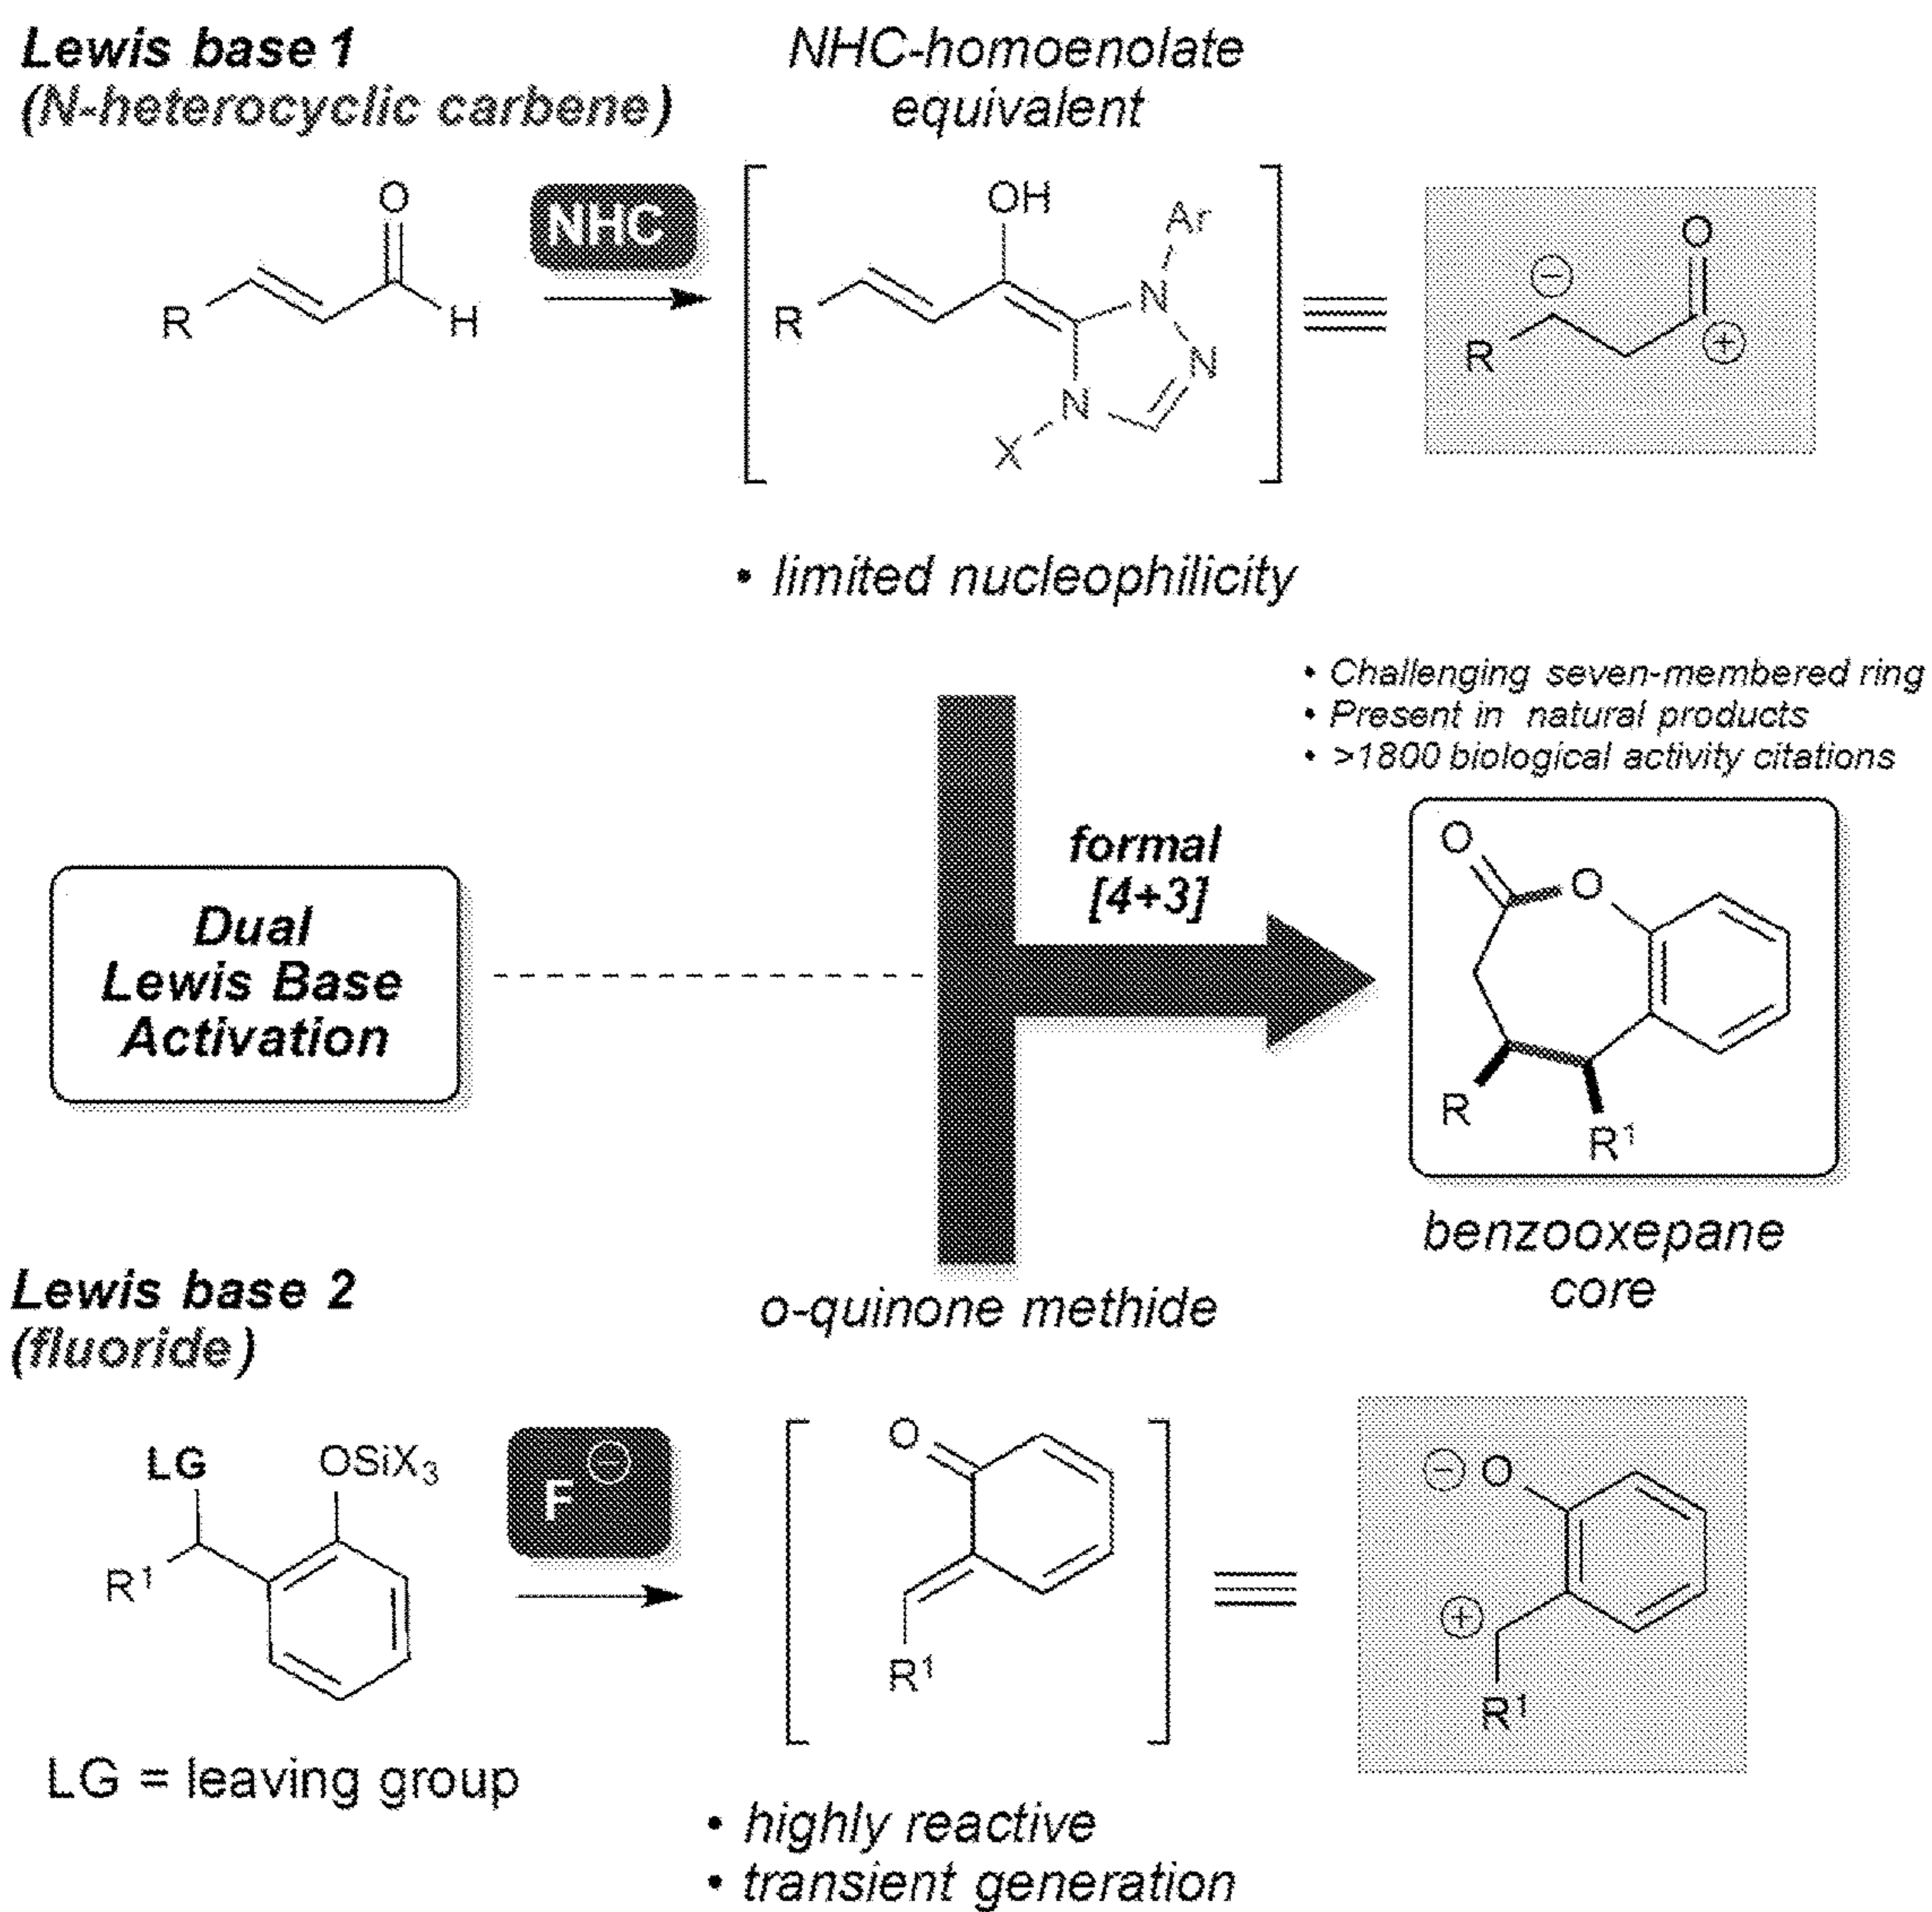 Lewis base 1
(N-heterocyclic carbene)
NHC-homoenolate
equivalent
O
R
H
NHC
OH
Ar
R
N
N
N
X
⊖
O
R
⊕
• limited nucleophilicity
• Challenging seven-membered ring
• Present in natural products
• >1800 biological activity citations
Dual
Lewis Base
Activation
formal
[4+3]
O
O
R
R¹
benzooxepane
core
Lewis base 2
(fluoride)
o-quinone methide
LG
OSiX₃
R¹
F⊖
O
R¹
⊖ O
⊕
R¹
LG = leaving group
• highly reactive
• transient generation